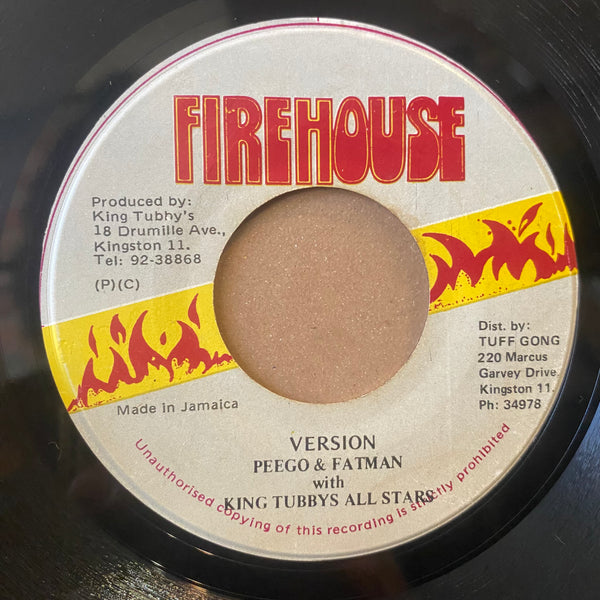 FIREHOUSE
Produced by:
King Tubhy's
18 Drumille Ave.,
Kingston 11.
Tel: 92-38868
(P)(C)
Made in Jamaica
Dist. by:
TUFF GONG
220 Marcus
Garvey Drive
Kingston 11.
Ph: 34978
VERSION
PEEGO & FATMAN
with
KING TUBBYS ALL STARS
Unauthorised copying of this recording is strictly prohibited